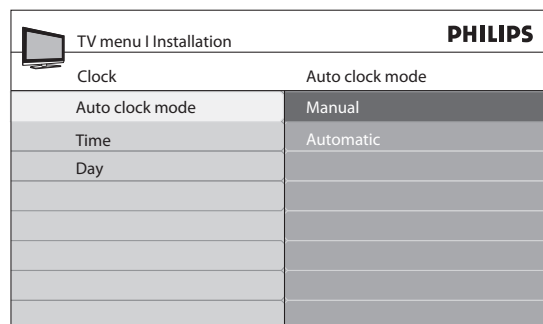 TV menu I Installation
PHILIPS
Clock
Auto clock mode
Auto clock mode
Manual
Time
Automatic
Day